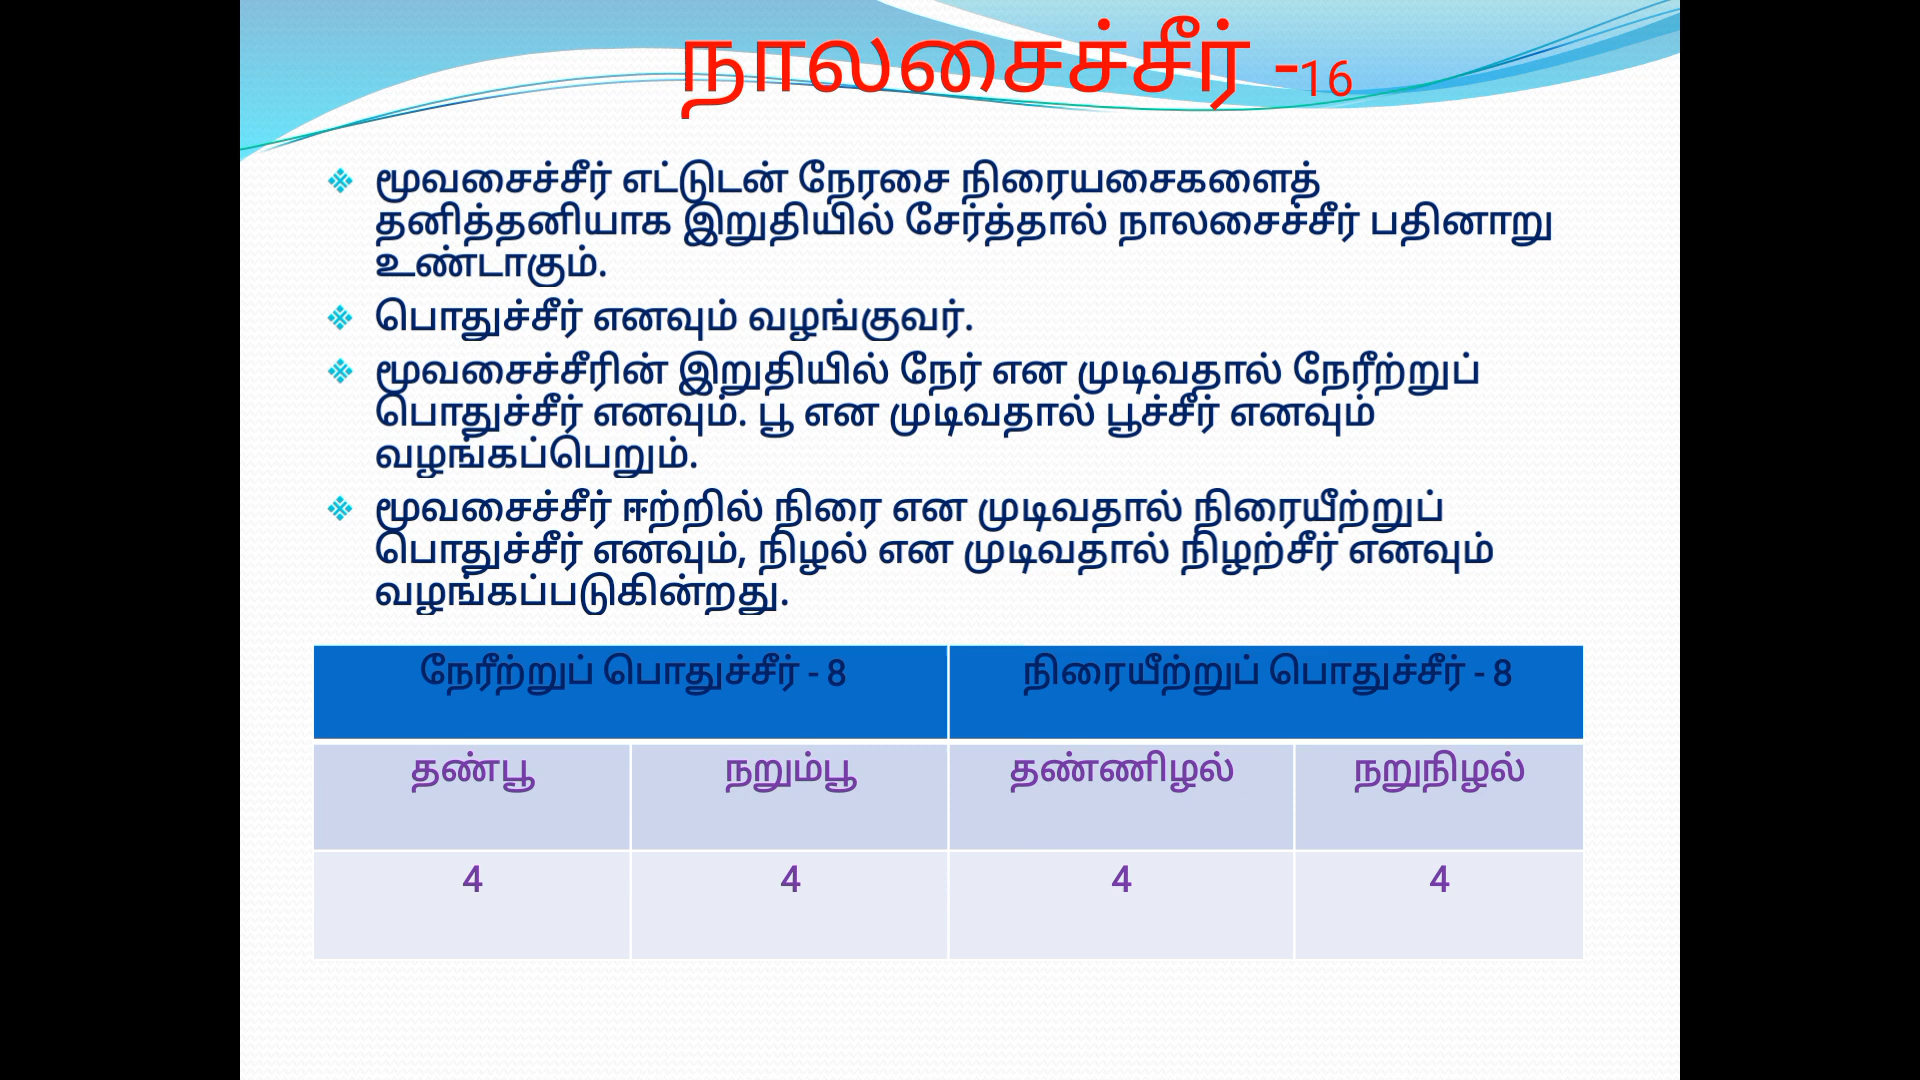 நாலசைச்சீர் -16
மூவசைச்சீர் எட்டுடன் நேரசை நிரையசைகளைத்
தனித்தனியாக இறுதியில் சேர்த்தால் நாலசைச்சீர் பதினாறு
உண்டாகும்.
பொதுச்சீர் எனவும் வழங்குவர்.
மூவசைச்சீரின் இறுதியில் நேர் என முடிவதால் நேரீற்றுப்
பொதுச்சீர் எனவும். பூ என முடிவதால் பூச்சீர் எனவும்
வழங்கப்பெறும்.
மூவசைச்சீர் ஈற்றில் நிரை என முடிவதால் நிரையீற்றுப்
பொதுச்சீர் எனவும், நிழல் என முடிவதால் நிழற்சீர் எனவும்
வழங்கப்படுகின்றது.
நேரீற்றுப் பொதுச்சீர் - 8 நிரையீற்றுப் பொதுச்சீர் - 8
தண்பூ நறும்பூ தண்ணிழல் நறுநிழல்
4 4 4 4